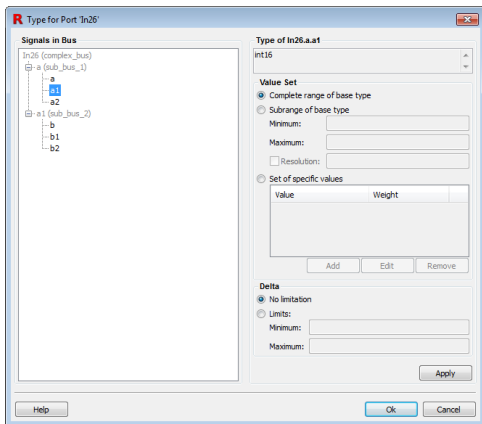 R Type for Port 'In26'
Signals in Bus
In26 (complex_bus)
a (sub_bus_1)
a
a1
a2
a1 (sub_bus_2)
b
b1
b2
Type of In26.a.a1
int16
Value Set
Complete range of base type
Subrange of base type
Minimum:
Maximum:
Resolution:
Set of specific values
Value Weight
Add Edit Remove
Delta
No limitation
Limits:
Minimum:
Maximum:
Apply
Help Ok Cancel